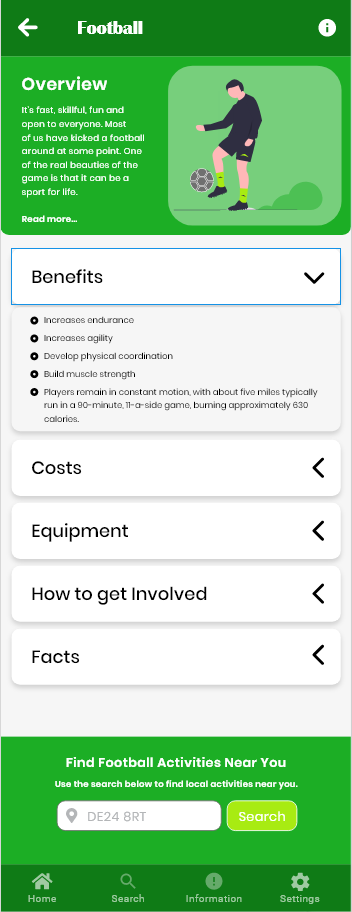 Football
Overview
It's fast, skillful, fun and
open to everyone. Most
of us have kicked a football
around at some point. One
of the real beauties of the
game is that it can be a
sport for life.
Read more...
Benefits
Increases endurance
Increases agility
Develop physical coordination
Build muscle strength
Players remain in constant motion, with about five miles typically
run in a 90-minute, 11-a-side game, burning approximately 630
calories.
Costs
Equipment
How to get Involved
Facts
Find Football Activities Near You
Use the search below to find local activities near you.
DE24 8RT
Search
Home
Search
Information
Settings